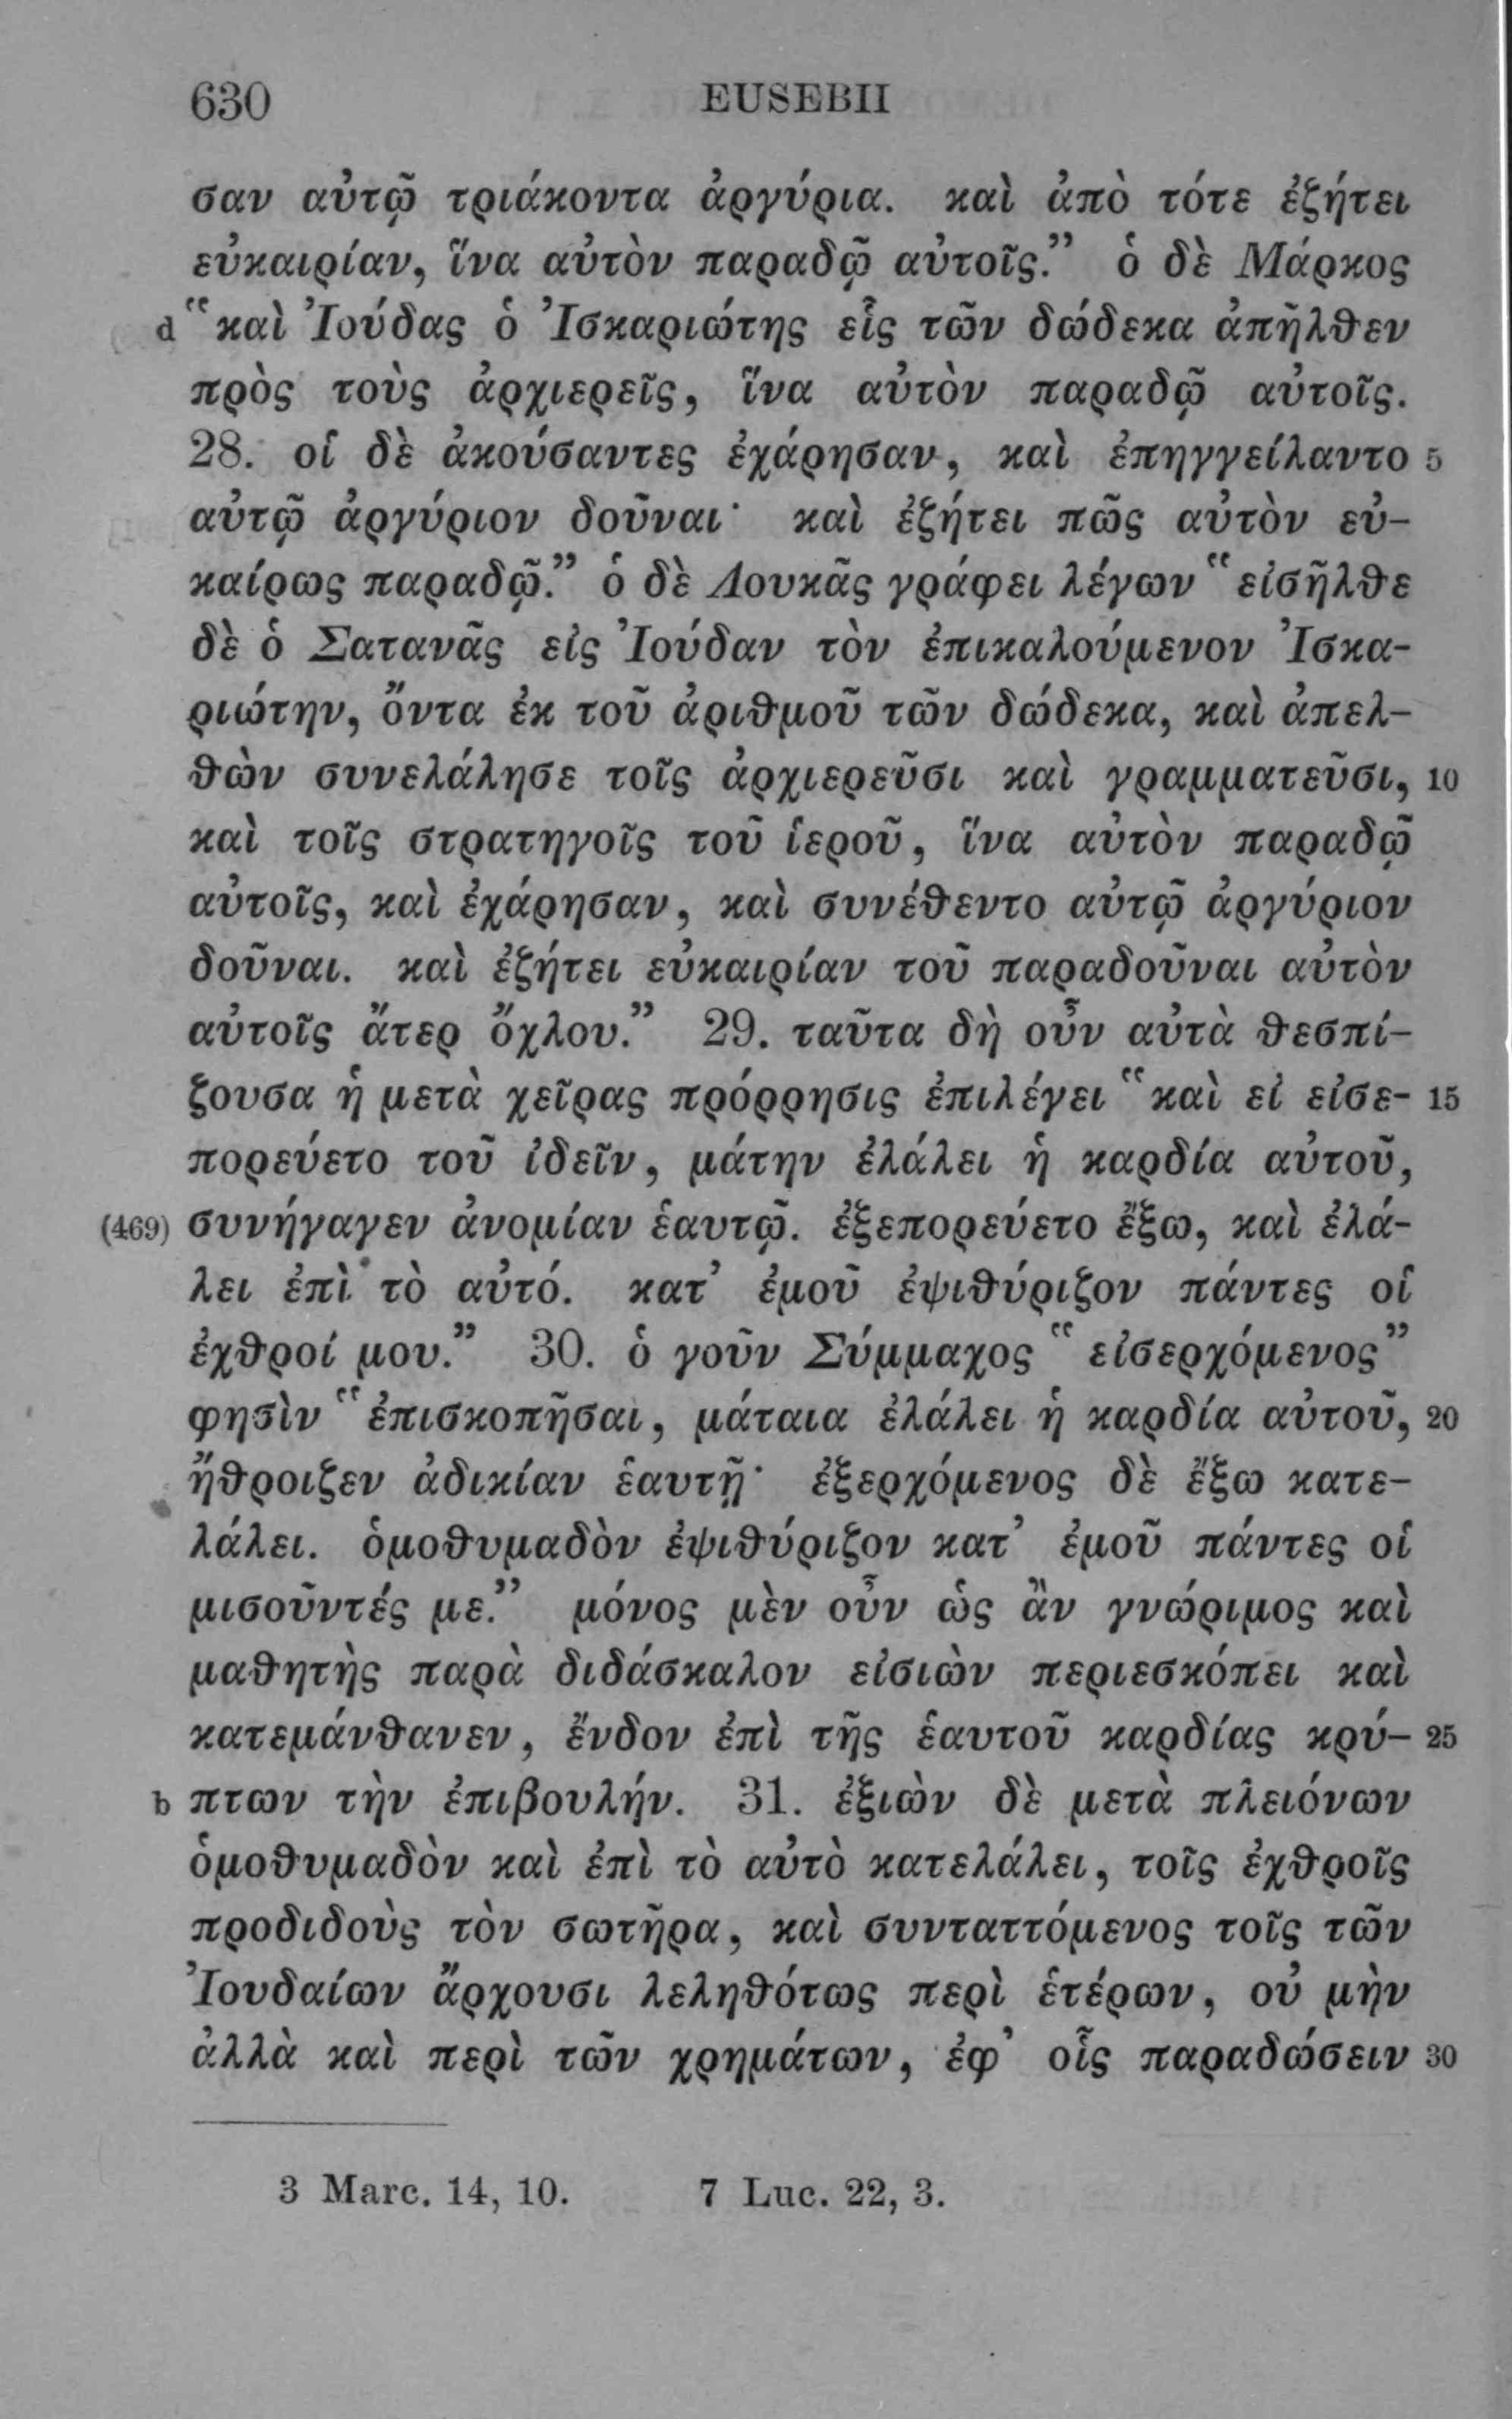 630 EUSEBII
σαν αὐτῷ τριάκοντα ἀργύρια. καὶ ἀπὸ τότε ἐζήτει
εὐκαιρίαν, ἵνα αὐτὸν παραδῷ αὐτοῖς.” ὁ δὲ Μάρκος
d “καὶ Ἰούδας ὁ Ἰσκαριώτης εἷς τῶν δώδεκα ἀπῆλθεν
πρὸς τοὺς ἀρχιερεῖς, ἵνα αὐτὸν παραδῷ αὐτοῖς.
28. οἱ δὲ ἀκούσαντες ἐχάρησαν, καὶ ἐπηγγείλαντο 5
αὐτῷ ἀργύριον δοῦναι· καὶ ἐζήτει πῶς αὐτὸν εὐ-
καίρως παραδῷ.” ὁ δὲ Λουκᾶς γράφει λέγων “εἰσῆλθε
δὲ ὁ Σατανᾶς εἰς Ἰούδαν τὸν ἐπικαλούμενον Ἰσκα-
ριώτην, ὄντα ἐκ τοῦ ἀριθμοῦ τῶν δώδεκα, καὶ ἀπελ-
θὼν συνελάλησε τοῖς ἀρχιερεῦσι καὶ γραμματεῦσι, 10
καὶ τοῖς στρατηγοῖς τοῦ ἱεροῦ, ἵνα αὐτὸν παραδῷ
αὐτοῖς, καὶ ἐχάρησαν, καὶ συνέθεντο αὐτῷ ἀργύριον
δοῦναι. καὶ ἐζήτει εὐκαιρίαν τοῦ παραδοῦναι αὐτὸν
αὐτοῖς ἄτερ ὄχλου.” 29. ταῦτα δὴ οὖν αὐτὰ θεσπί-
ζουσα ἡ μετὰ χεῖρας πρόρρησις ἐπιλέγει “καὶ εἰ εἰσε- 15
πορεύετο τοῦ ἰδεῖν, μάτην ἐλάλει ἡ καρδία αὐτοῦ,
(469) συνήγαγεν ἀνομίαν ἑαυτῷ. ἐξεπορεύετο ἔξω, καὶ ἐλά-
λει ἐπὶ τὸ αὐτό. κατ’ ἐμοῦ ἐψιθύριζον πάντες οἱ
ἐχθροί μου.” 30. ὁ γοῦν Σύμμαχος “εἰσερχόμενος”
φησὶν “ἐπισκοπῆσαι, μάταια ἐλάλει ἡ καρδία αὐτοῦ, 20
ἤθροιζεν ἀδικίαν ἑαυτῇ· ἐξερχόμενος δὲ ἔξω κατε-
λάλει. ὁμοθυμαδὸν ἐψιθύριζον κατ’ ἐμοῦ πάντες οἱ
μισοῦντές με.” μόνος μὲν οὖν ὡς ἂν γνώριμος καὶ
μαθητὴς παρὰ διδάσκαλον εἰσιὼν περιεσκόπει καὶ
κατεμάνθανεν, ἔνδον ἐπὶ τῆς ἑαυτοῦ καρδίας κρύ- 25
b πτων τὴν ἐπιβουλήν. 31. ἐξιὼν δὲ μετὰ πλειόνων
ὁμοθυμαδὸν καὶ ἐπὶ τὸ αὐτὸ κατελάλει, τοῖς ἐχθροῖς
προδιδοὺς τὸν σωτῆρα, καὶ συνταττόμενος τοῖς τῶν
Ἰουδαίων ἄρχουσι λεληθότως περὶ ἑτέρων, οὐ μὴν
ἀλλὰ καὶ περὶ τῶν χρημάτων, ἐφ’ οἷς παραδώσειν 30
3 Marc. 14, 10. 7 Luc. 22, 3.